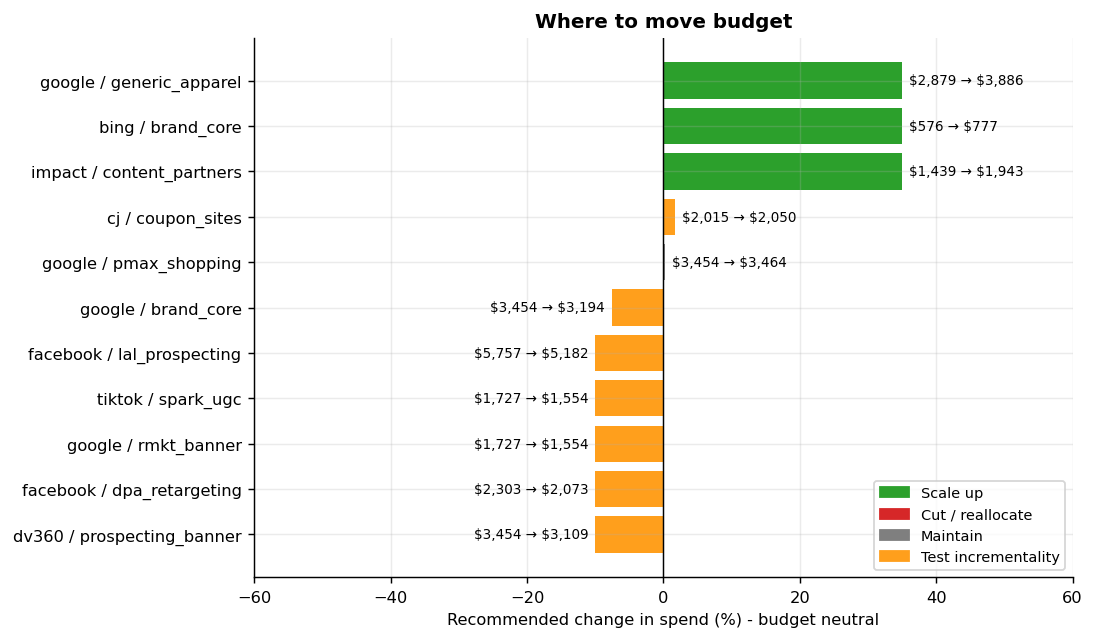 Where to move budget
google / generic_apparel
$2,879 → $3,886
bing / brand_core
$576 → $777
impact / content_partners
$1,439 → $1,943
cj / coupon_sites
$2,015 → $2,050
google / pmax_shopping
$3,454 → $3,464
google / brand_core
$3,454 → $3,194
facebook / lal_prospecting
$5,757 → $5,182
tiktok / spark_ugc
$1,727 → $1,554
google / rmkt_banner
$1,727 → $1,554
facebook / dpa_retargeting
$2,303 → $2,073
dv360 / prospecting_banner
$3,454 → $3,109
Scale up
Cut / reallocate
Maintain
Test incrementality
−60 −40 −20 0 20 40 60
Recommended change in spend (%) - budget neutral